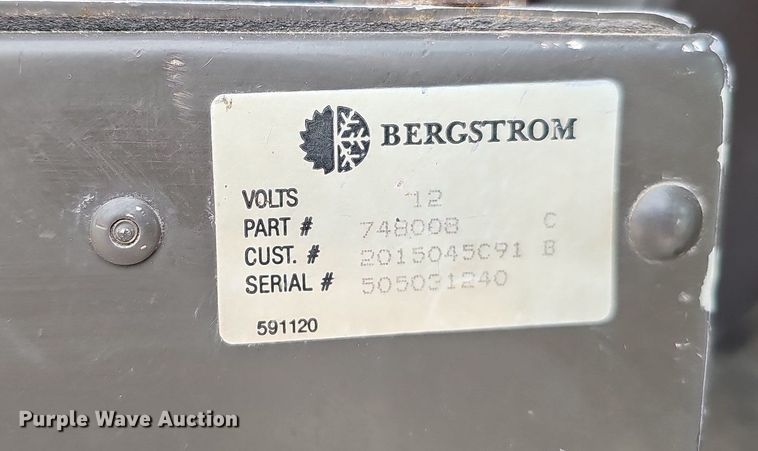 BERGSTROM
VOLTS 12
PART # 748008 C
CUST. # 2015045C91 B
SERIAL # 505031240
591120
Purple Wave Auction